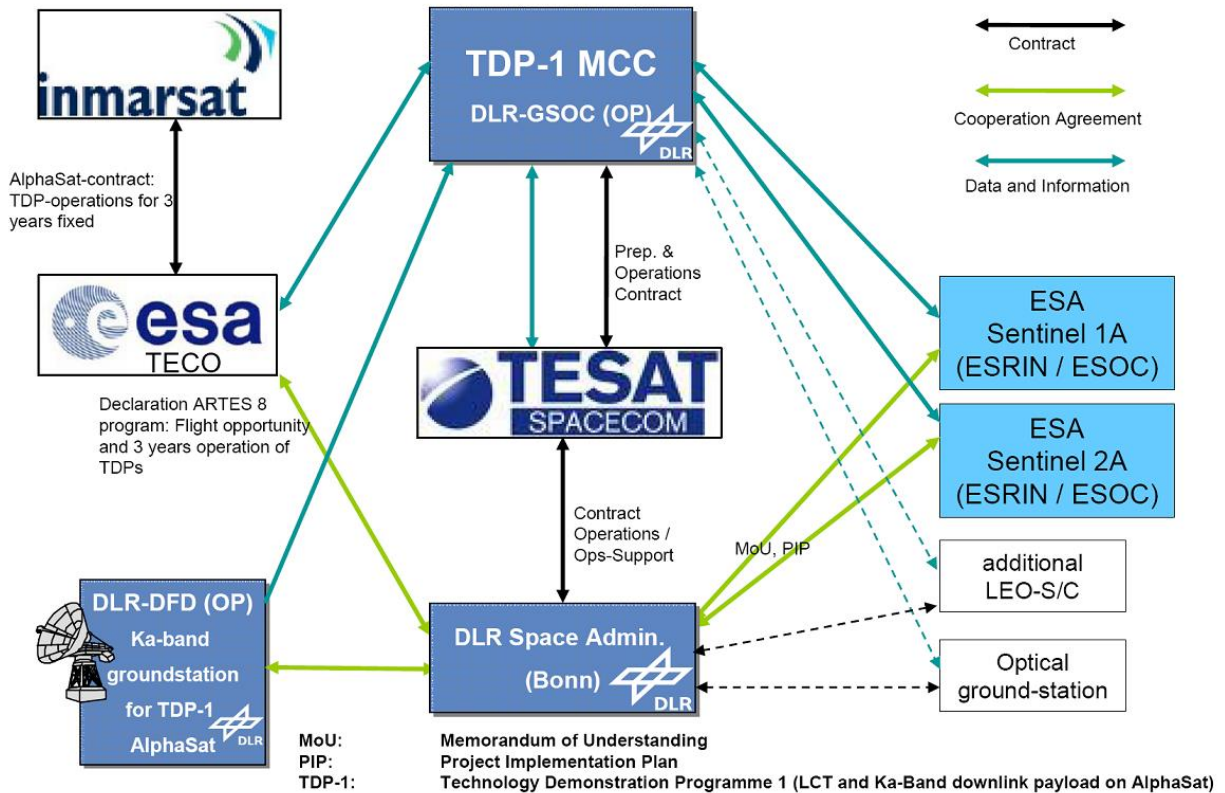 inmarsat
AlphaSat-contract:
TDP-operations for 3
years fixed
esa
TECO
Declaration ARTES 8
program: Flight opportunity
and 3 years operation of
TDPs
TDP-1 MCC
DLR-GSOC (OP)
DLR
Prep. &
Operations
Contract
TESAT
SPACECOM
Contract
Operations /
Ops-Support
DLR-DFD (OP)
Ka-band
groundstation
for TDP-1
AlphaSat
DLR
DLR Space Admin.
(Bonn)
DLR
MoU, PIP
Contract
Cooperation Agreement
Data and Information
ESA
Sentinel 1A
(ESRIN / ESOC)
ESA
Sentinel 2A
(ESRIN / ESOC)
additional
LEO-S/C
Optical
ground-station
MoU: Memorandum of Understanding
PIP: Project Implementation Plan
TDP-1: Technology Demonstration Programme 1 (LCT and Ka-Band downlink payload on AlphaSat)